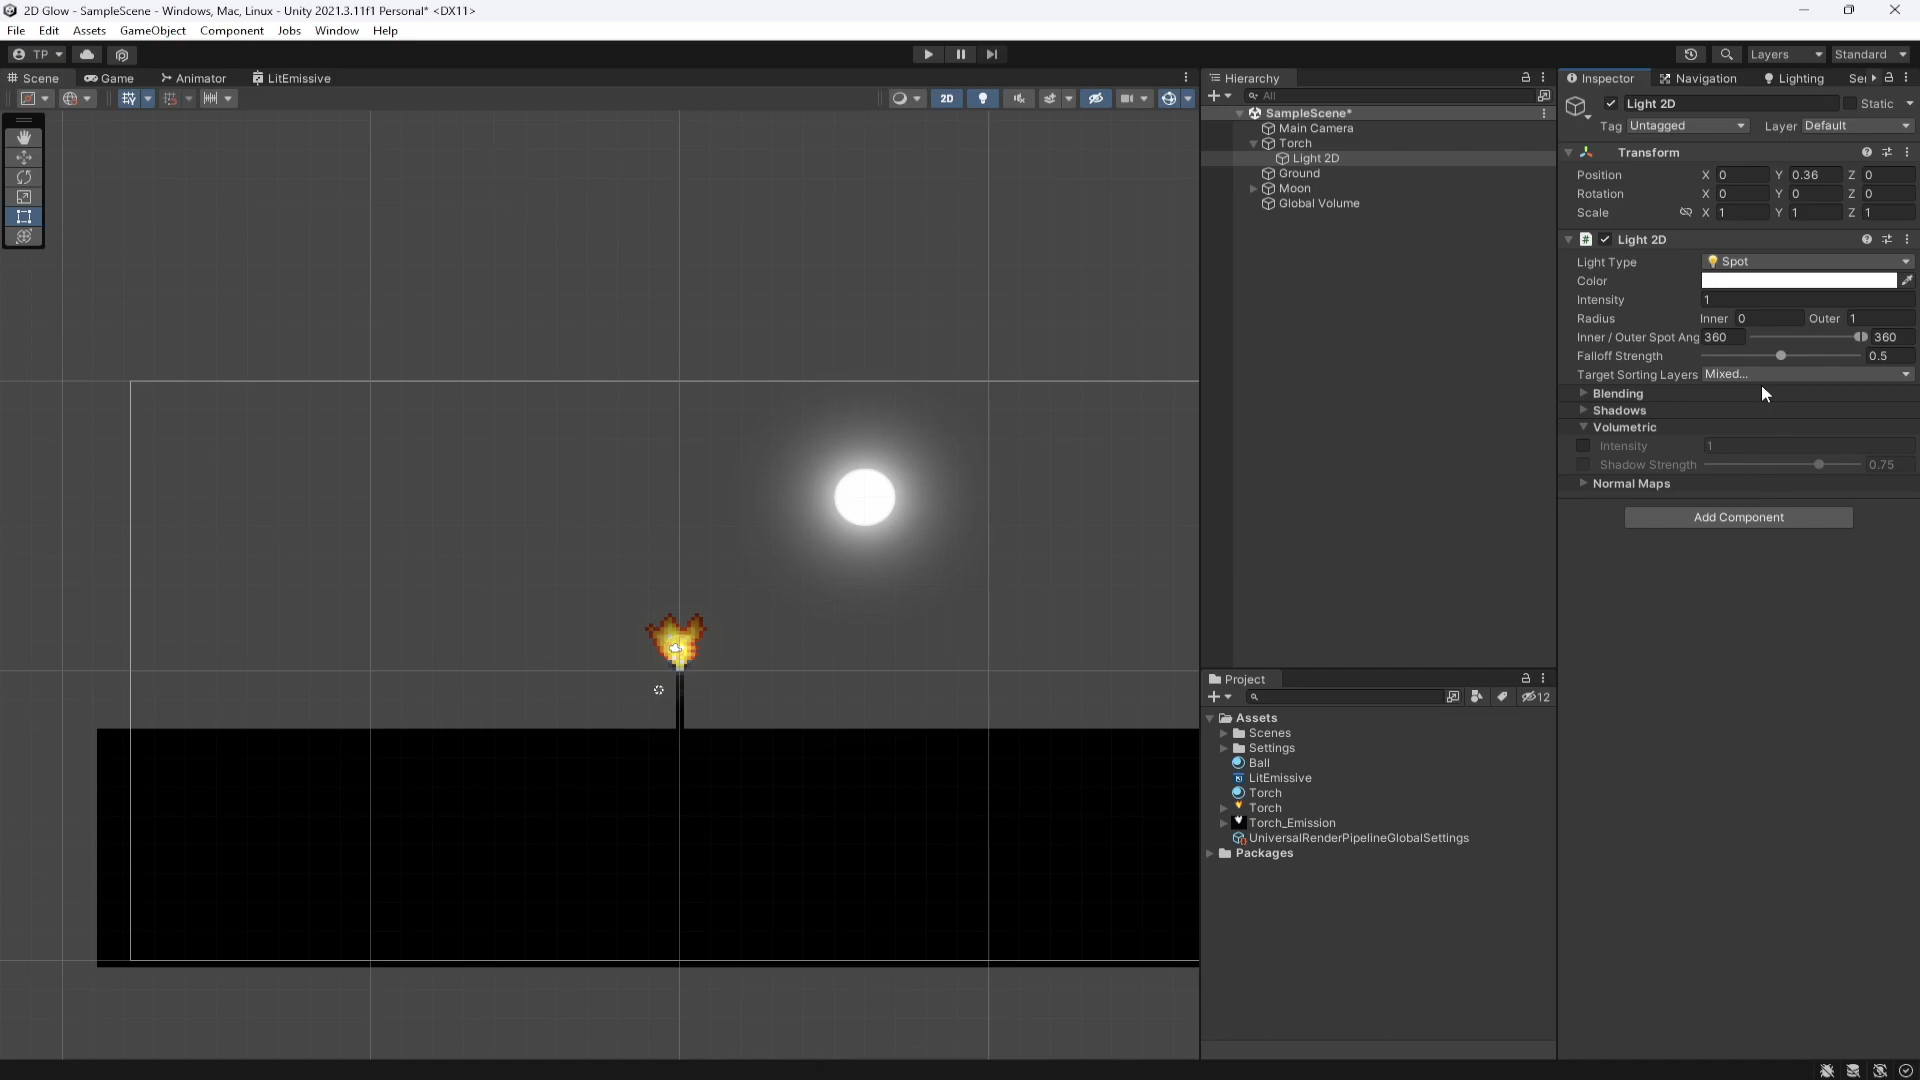 2D Glow - SampleScene - Windows, Mac, Linux - Unity 2021.3.11f1 Personal* <DX11>
File Edit Assets GameObject Component Jobs Window Help
TP Layers Standard
Scene Game Animator LitEmissive
2D
Hierarchy
All
SampleScene*
Main Camera
Torch
Light 2D
Ground
Moon
Global Volume
Project
12
Assets
Scenes
Settings
Ball
LitEmissive
Torch
Torch
Torch_Emission
UniversalRenderPipelineGlobalSettings
Packages
Inspector Navigation Lighting Ser
Light 2D Static
Tag Untagged Layer Default
Transform
Position X 0 Y 0.36 Z 0
Rotation X 0 Y 0 Z 0
Scale X 1 Y 1 Z 1
Light 2D
Light Type Spot
Color
Intensity 1
Radius Inner 0 Outer 1
Inner / Outer Spot Ang 360 360
Falloff Strength 0.5
Target Sorting Layers Mixed...
Blending
Shadows
Volumetric
Intensity 1
Shadow Strength 0.75
Normal Maps
Add Component